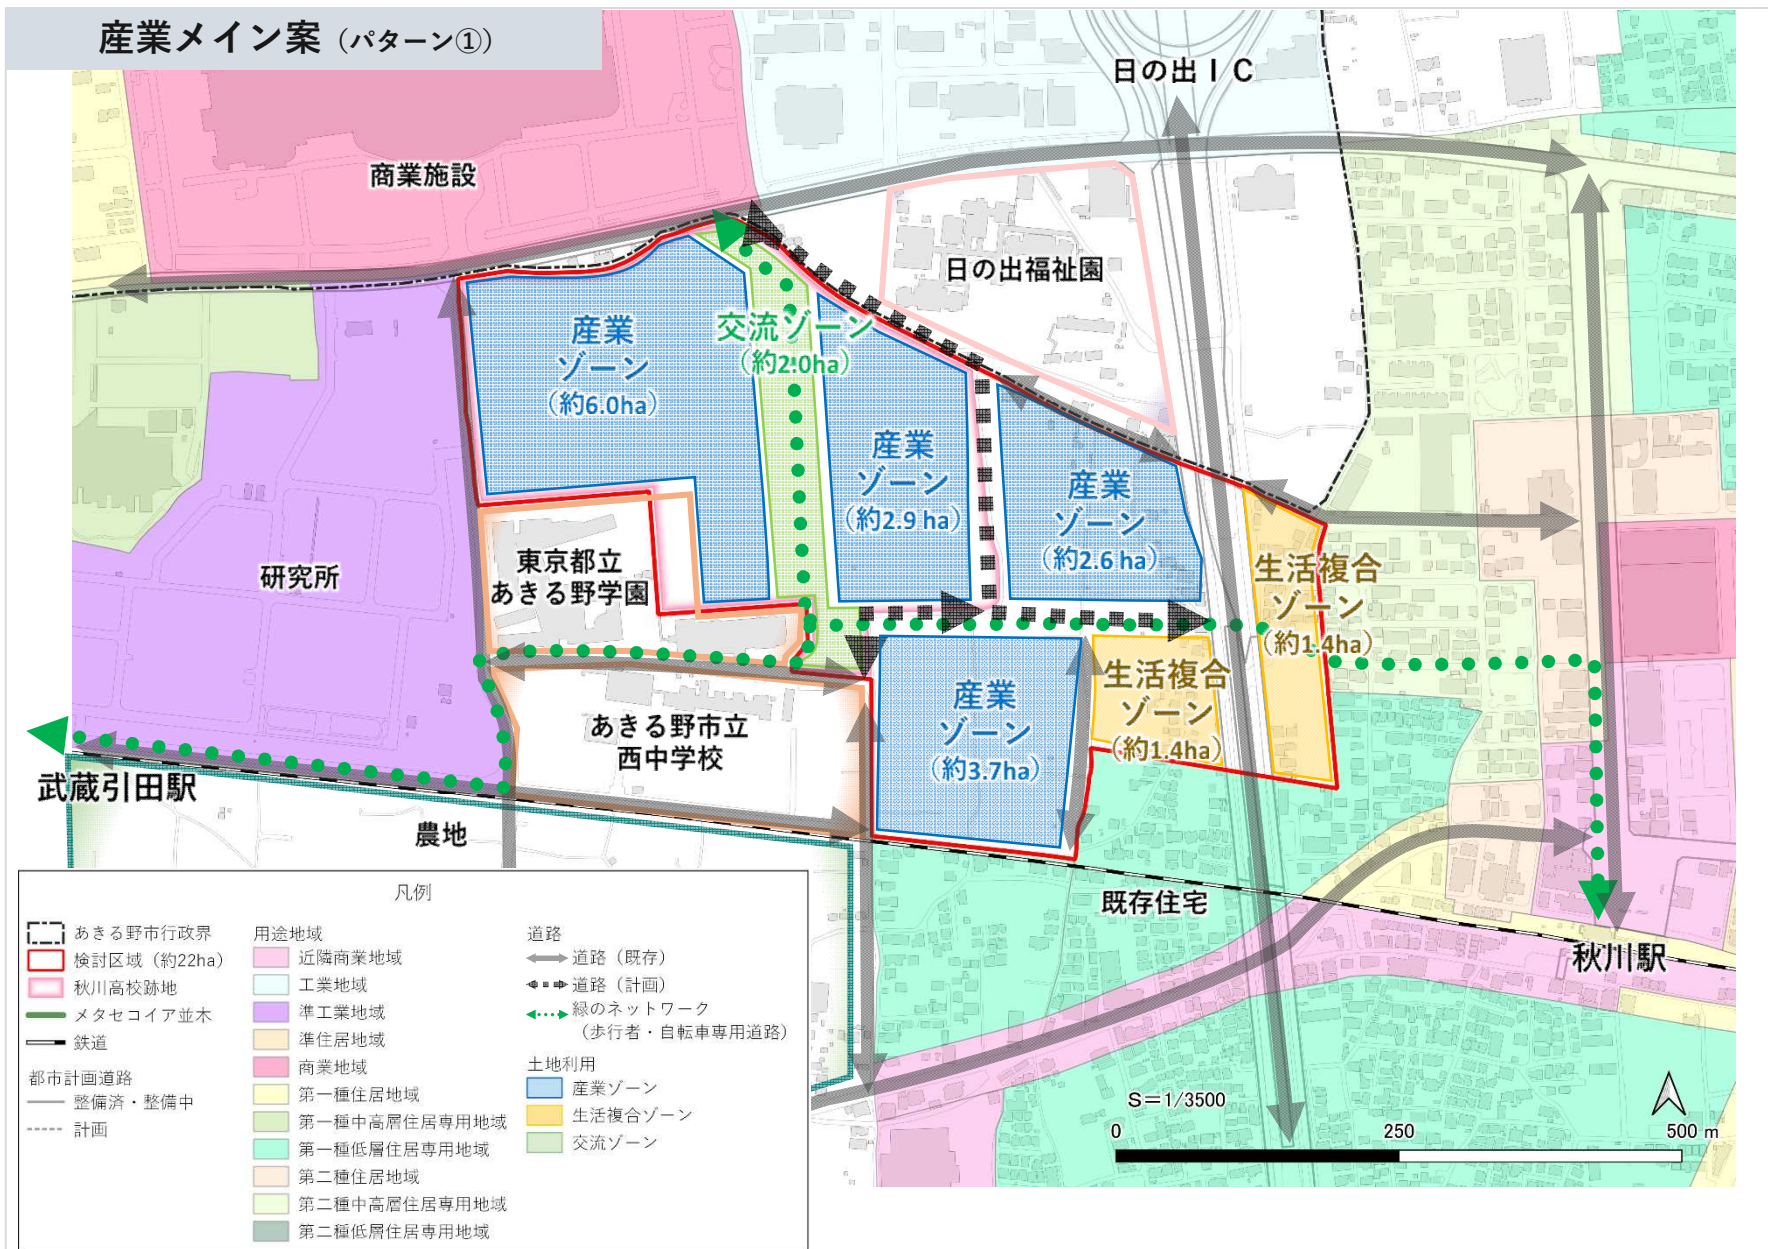 産業メイン案（パターン①）
日の出ＩＣ
商業施設
日の出福祉園
産業
ゾーン
（約6.0ha）
交流ゾーン
（約2.0ha）
産業
ゾーン
（約2.9 ha）
産業
ゾーン
（約2.6 ha）
生活複合
ゾーン
（約1.4ha）
東京都立
あきる野学園
研究所
産業
ゾーン
（約3.7ha）
生活複合
ゾーン
（約1.4ha）
あきる野市立
西中学校
武蔵引田駅
農地
既存住宅
秋川駅
凡例
あきる野市行政界
検討区域（約22ha）
秋川高校跡地
メタセコイア並木
鉄道
都市計画道路
整備済・整備中
計画
用途地域
近隣商業地域
工業地域
準工業地域
準住居地域
商業地域
第一種住居地域
第一種中高層住居専用地域
第一種低層住居専用地域
第二種住居地域
第二種中高層住居専用地域
第二種低層住居専用地域
道路
道路（既存）
道路（計画）
緑のネットワーク
（歩行者・自転車専用道路）
土地利用
産業ゾーン
生活複合ゾーン
交流ゾーン
S＝1/3500
0
250
500 m